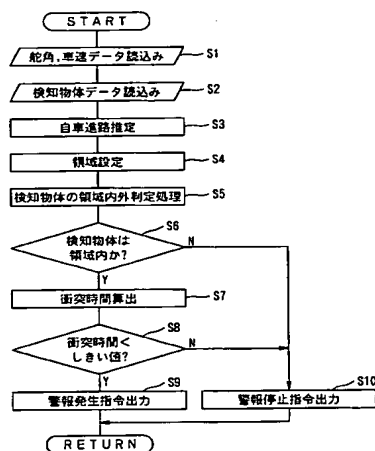 START
舵角,車速データ読込み
S1
検知物体データ読込み
S2
自車進路推定
S3
領域設定
S4
検知物体の領域内外判定処理
S5
S6
検知物体は
領域内か?
N
Y
衝突時間算出
S7
S8
衝突時間<
しきい値?
N
Y
S9
警報発生指令出力
S10
警報停止指令出力
RETURN